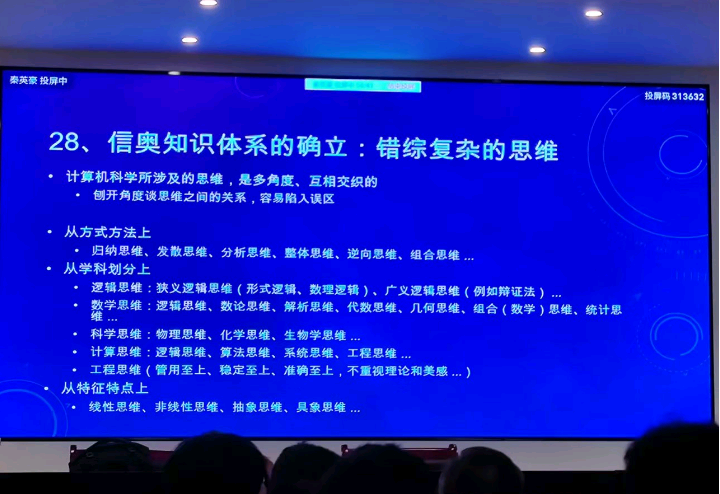 秦英豪 投屏中
投屏码 313632
28、信奥知识体系的确立：错综复杂的思维
• 计算机科学所涉及的思维，是多角度、互相交织的
• 刨开角度谈思维之间的关系，容易陷入误区
• 从方式方法上
• 归纳思维、发散思维、分析思维、整体思维、逆向思维、组合思维 ...
• 从学科划分上
• 逻辑思维：狭义逻辑思维（形式逻辑、数理逻辑）、广义逻辑思维（例如辩证法）...
• 数学思维：逻辑思维、数论思维、解析思维、代数思维、几何思维、组合（数学）思维、统计思
维 ...
• 科学思维：物理思维、化学思维、生物学思维 ...
• 计算思维：逻辑思维、算法思维、系统思维、工程思维 ...
• 工程思维（管用至上、稳定至上、准确至上，不重视理论和美感 ...）
• 从特征特点上
• 线性思维、非线性思维、抽象思维、具象思维 ...